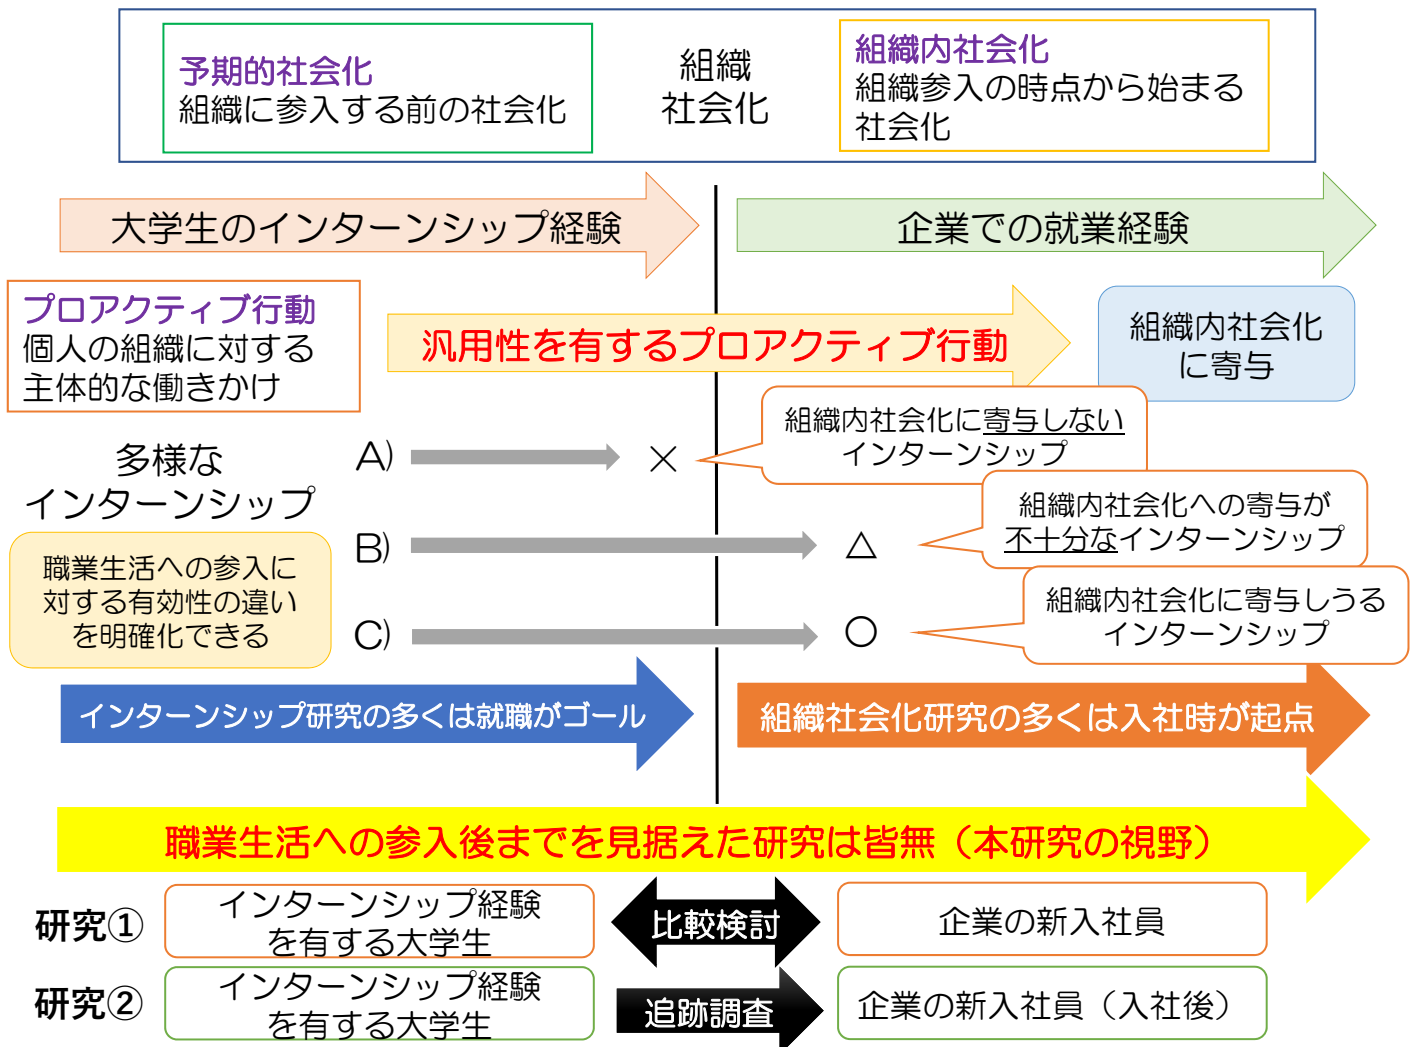 予期的社会化
組織に参入する前の社会化
組織
社会化
組織内社会化
組織参入の時点から始まる
社会化
大学生のインターンシップ経験
企業での就業経験
プロアクティブ行動
個人の組織に対する
主体的な働きかけ
汎用性を有するプロアクティブ行動
組織内社会化
に寄与
多様な
インターンシップ
職業生活への参入に
対する有効性の違い
を明確化できる
A)
×
組織内社会化に寄与しない
インターンシップ
B)
△
組織内社会化への寄与が
不十分なインターンシップ
C)
○
組織内社会化に寄与しうる
インターンシップ
インターンシップ研究の多くは就職がゴール
組織社会化研究の多くは入社時が起点
職業生活への参入後までを見据えた研究は皆無（本研究の視野）
研究①
インターンシップ経験
を有する大学生
比較検討
企業の新入社員
研究②
インターンシップ経験
を有する大学生
追跡調査
企業の新入社員（入社後）